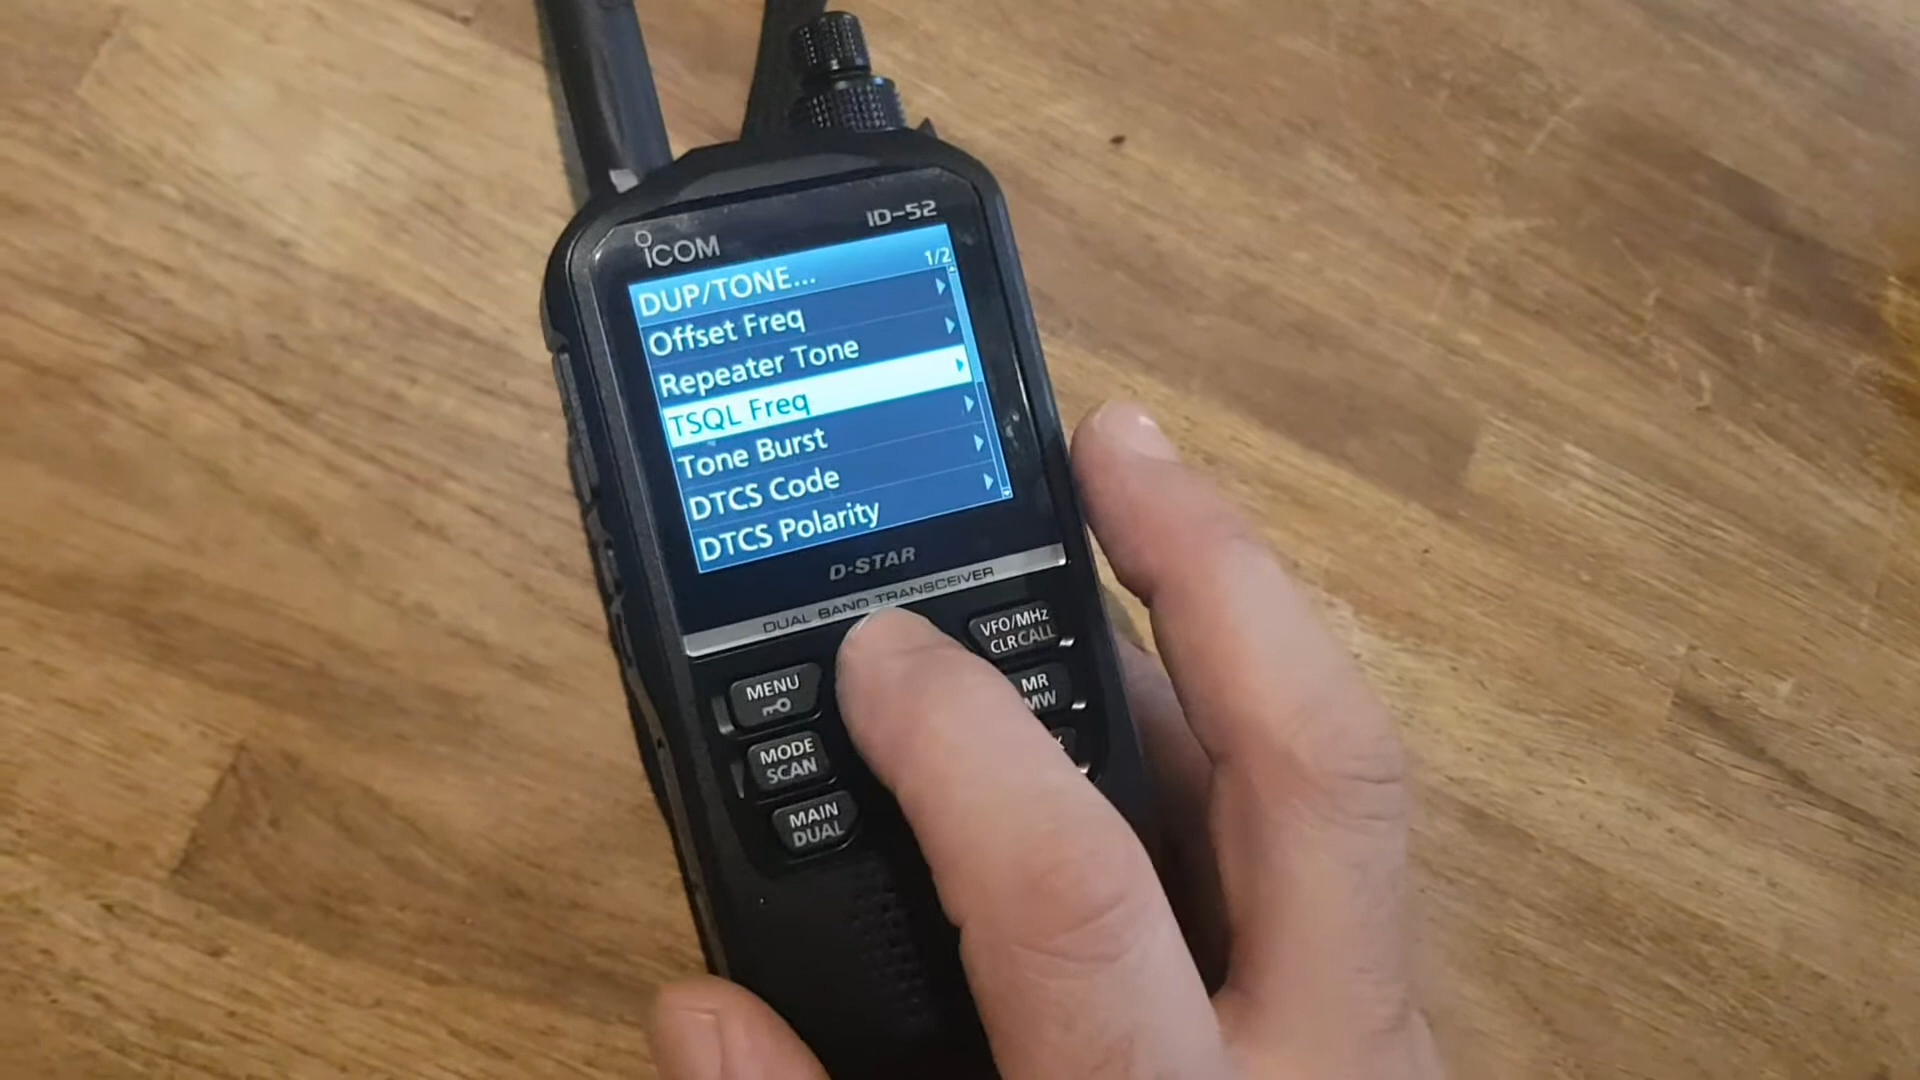 ICOM
ID-52
DUP/TONE...
1/2
Offset Freq
Repeater Tone
TSQL Freq
Tone Burst
DTCS Code
DTCS Polarity
D-STAR
DUAL BAND TRANSCEIVER
VFO/MHz
CLR CALL
MENU
MR
MW
MODE
SCAN
MAIN
DUAL